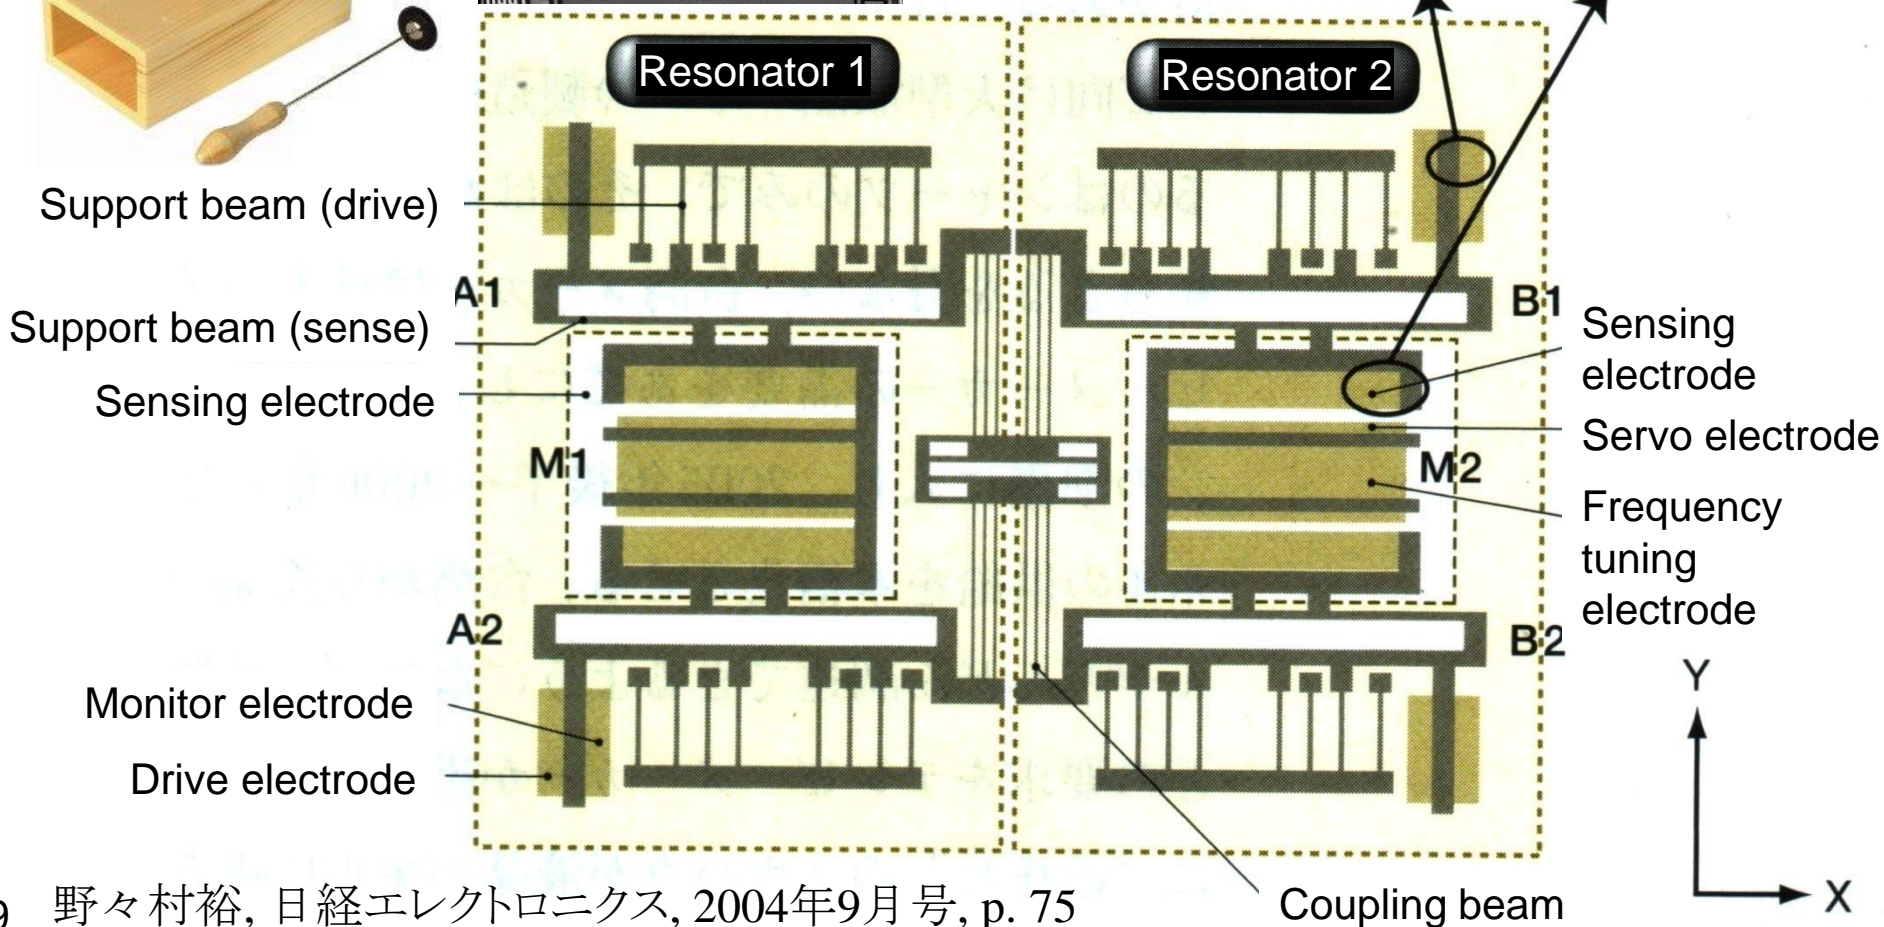 Resonator 1
Resonator 2
Support beam (drive)
A1
B1
Support beam (sense)
Sensing electrode
Sensing
electrode
Servo electrode
M1
M2
Frequency
tuning
electrode
A2
B2
Monitor electrode
Drive electrode
Y
X
Coupling beam
9 野々村裕, 日経エレクトロニクス, 2004年9月号, p. 75